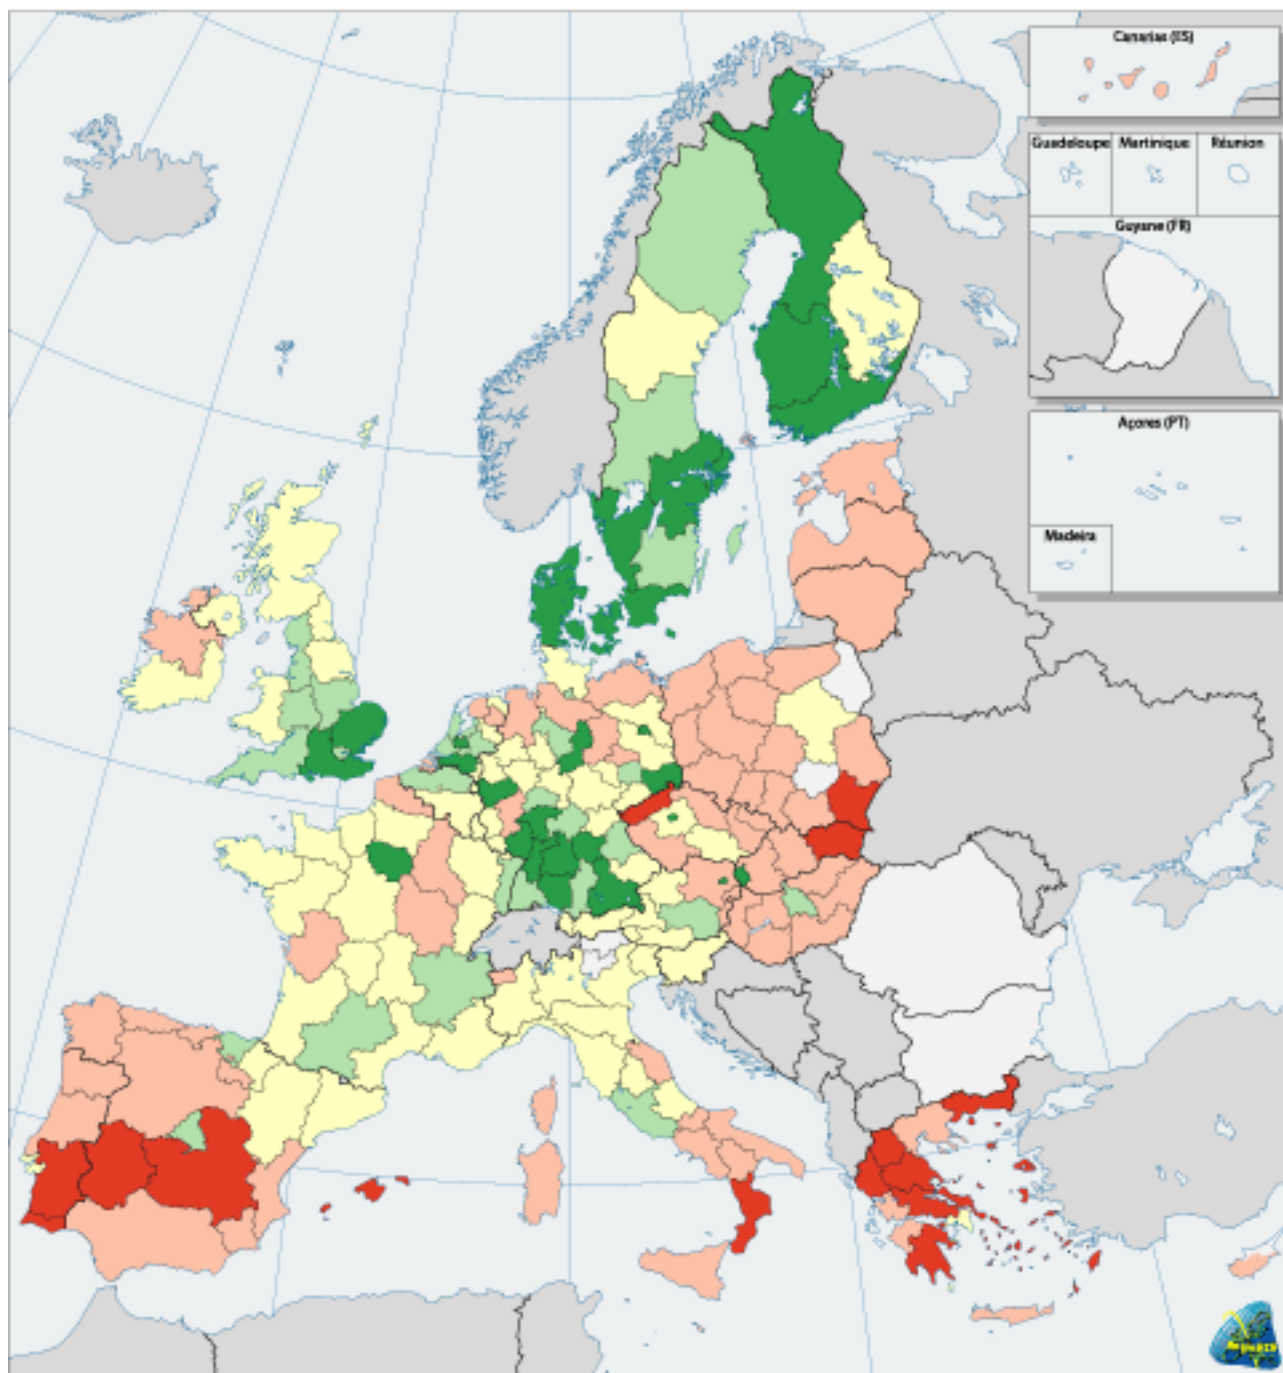 Canarias (ES)
Guadeloupe
Martinique
Réunion
Guyane (FR)
Açores (PT)
Madeira